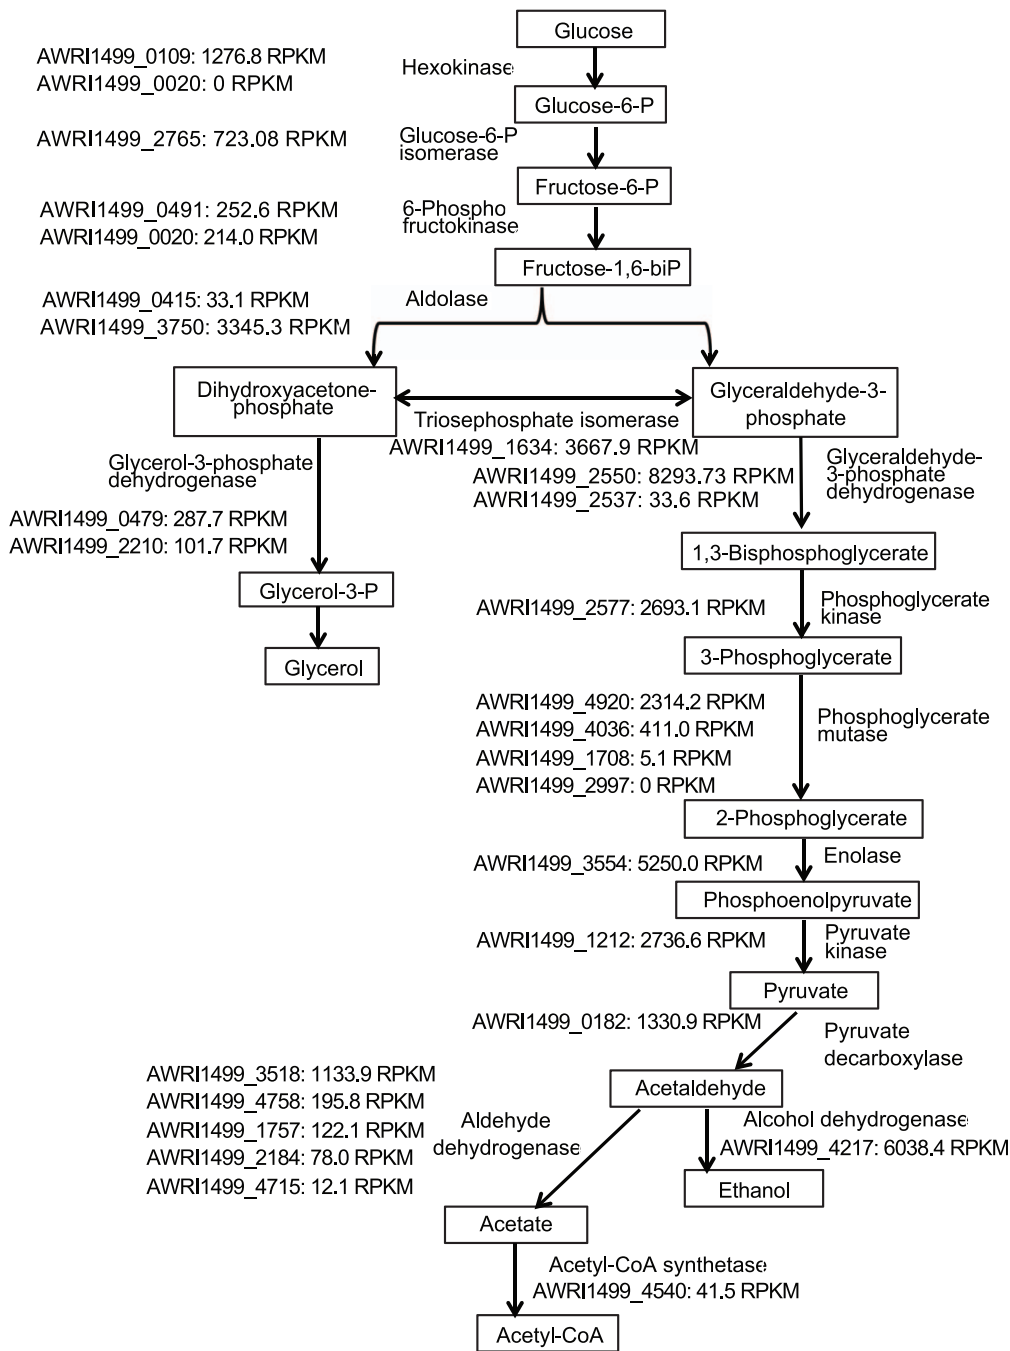 Glucose
AWRI1499_0109: 1276.8 RPKM
AWRI1499_0020: 0 RPKM
Hexokinase
Glucose-6-P
AWRI1499_2765: 723.08 RPKM
Glucose-6-P
isomerase
Fructose-6-P
AWRI1499_0491: 252.6 RPKM
AWRI1499_0020: 214.0 RPKM
6-Phospho
fructokinase
Fructose-1,6-biP
AWRI1499_0415: 33.1 RPKM
AWRI1499_3750: 3345.3 RPKM
Aldolase
Dihydroxyacetone-
phosphate
Glyceraldehyde-3-
phosphate
Triosephosphate isomerase
AWRI1499_1634: 3667.9 RPKM
Glycerol-3-phosphate
dehydrogenase
AWRI1499_0479: 287.7 RPKM
AWRI1499_2210: 101.7 RPKM
Glycerol-3-P
Glycerol
AWRI1499_2550: 8293.73 RPKM
AWRI1499_2537: 33.6 RPKM
Glyceraldehyde-
3-phosphate
dehydrogenase
1,3-Bisphosphoglycerate
AWRI1499_2577: 2693.1 RPKM
Phosphoglycerate
kinase
3-Phosphoglycerate
AWRI1499_4920: 2314.2 RPKM
AWRI1499_4036: 411.0 RPKM
AWRI1499_1708: 5.1 RPKM
AWRI1499_2997: 0 RPKM
Phosphoglycerate
mutase
2-Phosphoglycerate
AWRI1499_3554: 5250.0 RPKM
Enolase
Phosphoenolpyruvate
AWRI1499_1212: 2736.6 RPKM
Pyruvate
kinase
Pyruvate
AWRI1499_0182: 1330.9 RPKM
Pyruvate
decarboxylase
Acetaldehyde
AWRI1499_3518: 1133.9 RPKM
AWRI1499_4758: 195.8 RPKM
AWRI1499_1757: 122.1 RPKM
AWRI1499_2184: 78.0 RPKM
AWRI1499_4715: 12.1 RPKM
Aldehyde
dehydrogenase
Alcohol dehydrogenase
AWRI1499_4217: 6038.4 RPKM
Ethanol
Acetate
Acetyl-CoA synthetase
AWRI1499_4540: 41.5 RPKM
Acetyl-CoA